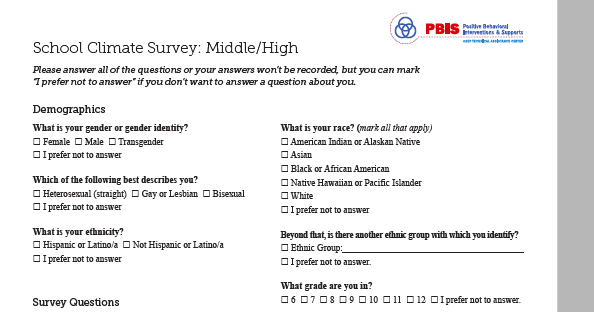 PBIS Positive Behavioral
Interventions & Supports
School Climate Survey: Middle/High
Please answer all of the questions or your answers won't be recorded, but you can mark
"I prefer not to answer" if you don't want to answer a question about you.
Demographics
What is your gender or gender identity?
☐ Female ☐ Male ☐ Transgender
☐ I prefer not to answer
Which of the following best describes you?
☐ Heterosexual (straight) ☐ Gay or Lesbian ☐ Bisexual
☐ I prefer not to answer
What is your ethnicity?
☐ Hispanic or Latino/a ☐ Not Hispanic or Latino/a
☐ I prefer not to answer
What is your race? (mark all that apply)
☐ American Indian or Alaskan Native
☐ Asian
☐ Black or African American
☐ Native Hawaiian or Pacific Islander
☐ White
☐ I prefer not to answer
Beyond that, is there another ethnic group with which you identify?
☐ Ethnic Group:
☐ I prefer not to answer.
What grade are you in?
☐ 6 ☐ 7 ☐ 8 ☐ 9 ☐ 10 ☐ 11 ☐ 12 ☐ I prefer not to answer.
Survey Questions